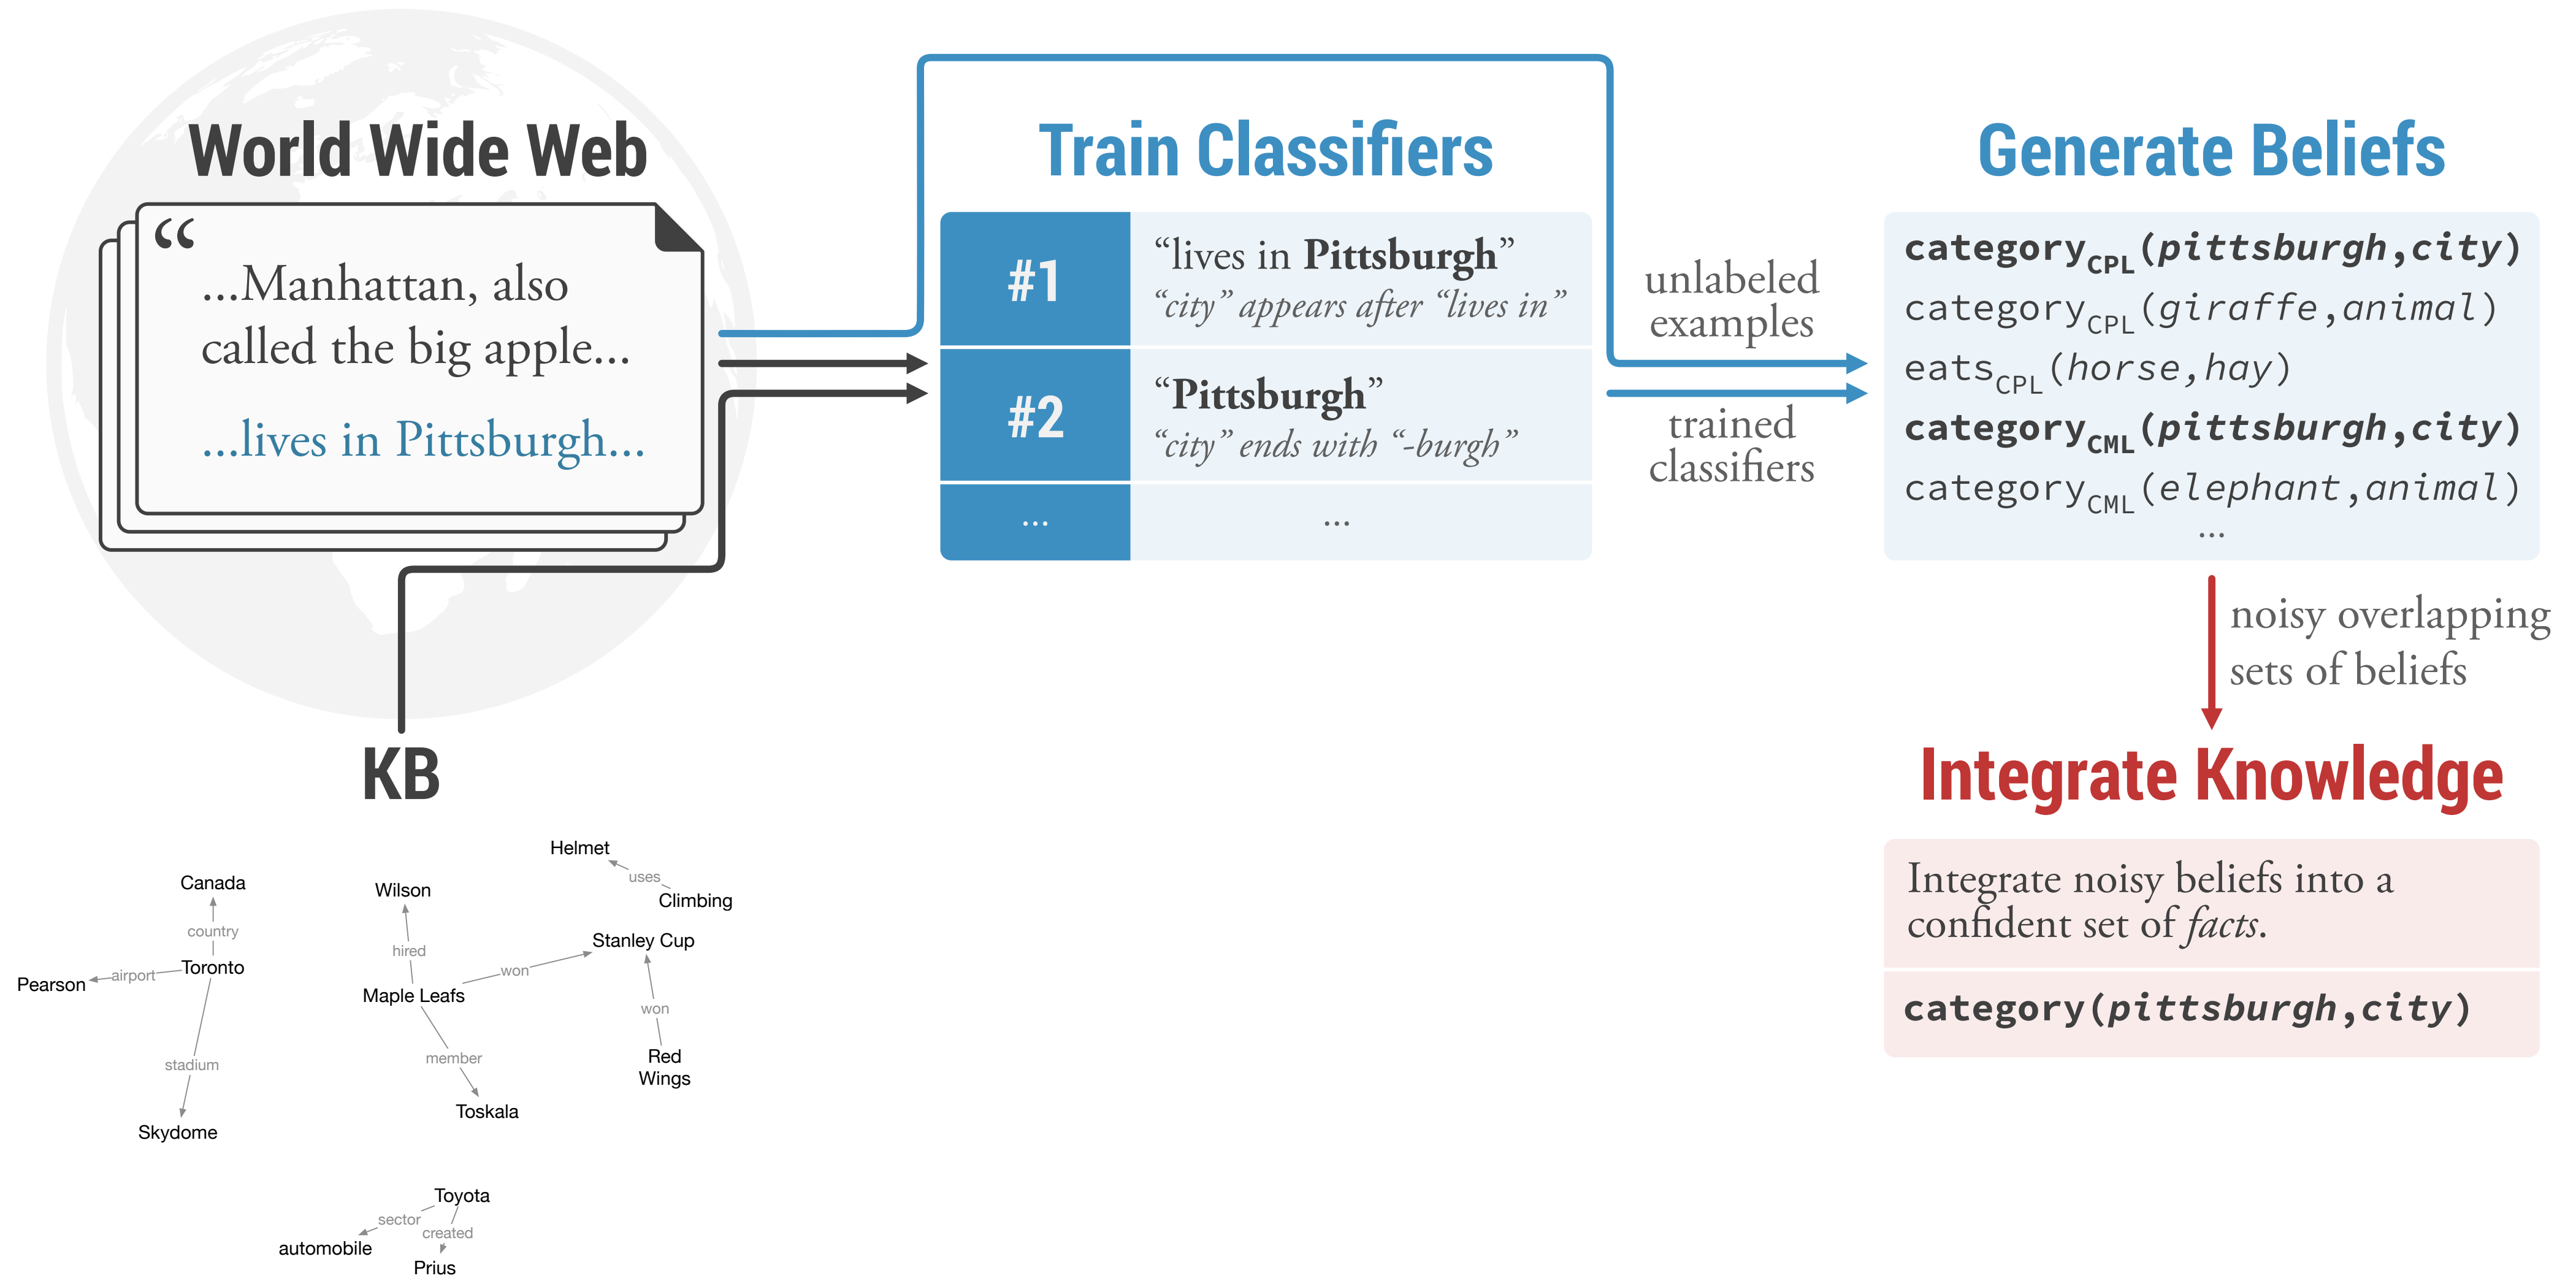 World Wide Web
“
...Manhattan, also
called the big apple...
...lives in Pittsburgh...
Train Classifiers
#1
“lives in Pittsburgh”
“city” appears after “lives in”
#2
“Pittsburgh”
“city” ends with “-burgh”
...
...
unlabeled
examples
trained
classifiers
Generate Beliefs
categoryCPL(pittsburgh,city)
categoryCPL(giraffe,animal)
eatsCPL(horse,hay)
categoryCML(pittsburgh,city)
categoryCML(elephant,animal)
...
noisy overlapping
sets of beliefs
Integrate Knowledge
Integrate noisy beliefs into a
confident set of facts.
category(pittsburgh,city)
KB
Canada
country
Toronto
airport
Pearson
stadium
Skydome
Wilson
hired
Maple Leafs
won
Stanley Cup
won
Red
Wings
member
Toskala
Helmet
uses
Climbing
Toyota
sector
automobile
created
Prius